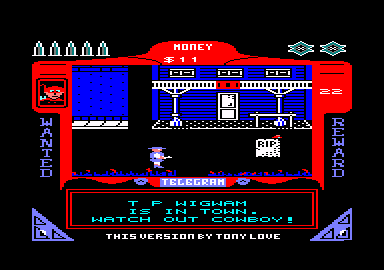 MONEY
$11
22
WANTED
REWARD
RIP
TELEGRAM
T P WIGWAM
IS IN TOWN.
WATCH OUT COWBOY!
THIS VERSION BY TONY LOVE